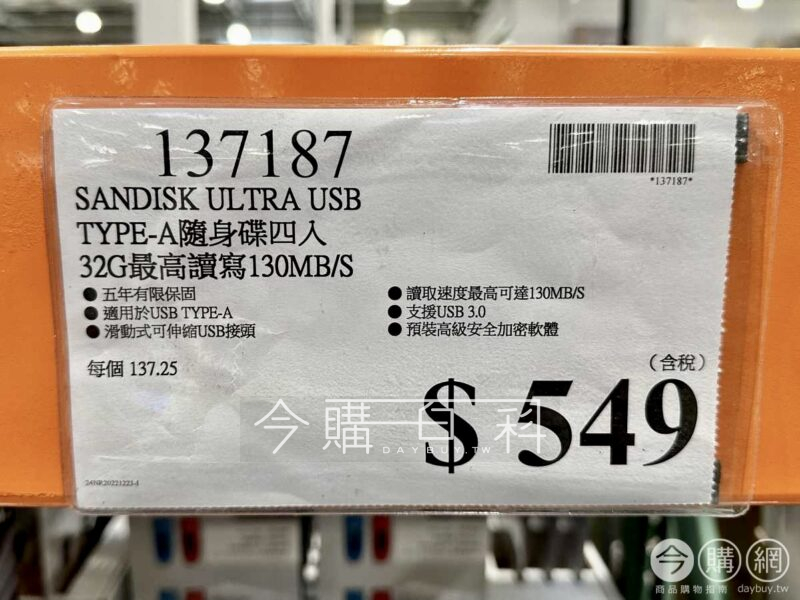 137187
*137187*
SANDISK ULTRA USB
TYPE-A隨身碟四入
32G最高讀寫130MB/S
● 五年有限保固
● 適用於USB TYPE-A
● 滑動式可伸縮USB接頭
● 讀取速度最高可達130MB/S
● 支援USB 3.0
● 預裝高級安全加密軟體
每個 137.25
(含稅)
$ 549
今購百科
DAYBUY.TW
今購網
商品購物指南 daybuy.tw